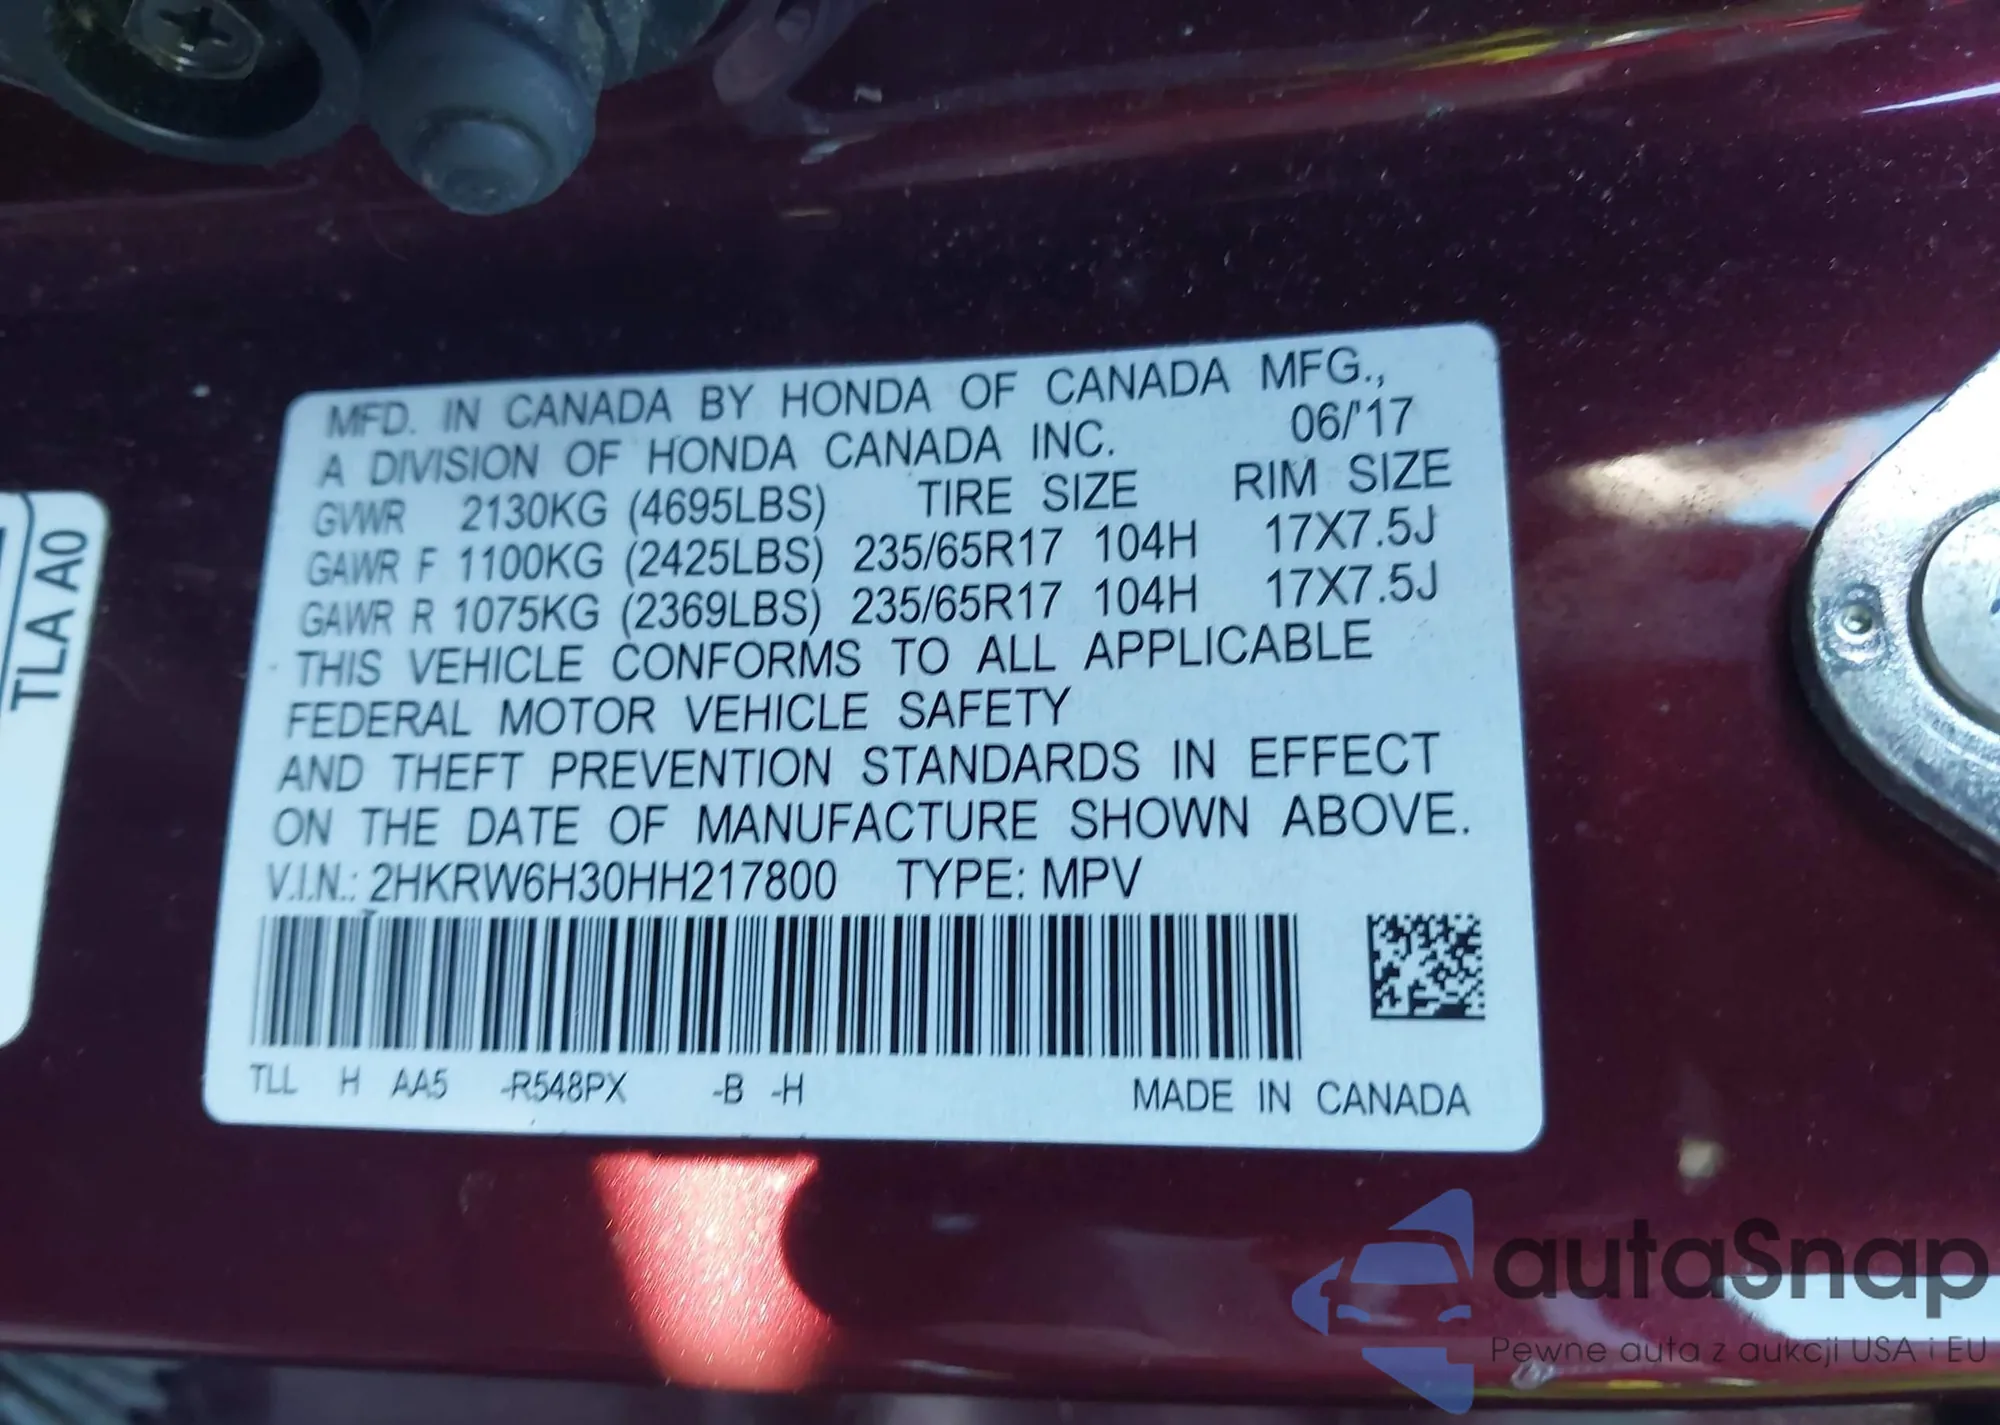 MFD. IN CANADA BY HONDA OF CANADA MFG.,
A DIVISION OF HONDA CANADA INC. 06/'17
GVWR 2130KG (4695LBS) TIRE SIZE RIM SIZE
GAWR F 1100KG (2425LBS) 235/65R17 104H 17X7.5J
GAWR R 1075KG (2369LBS) 235/65R17 104H 17X7.5J
THIS VEHICLE CONFORMS TO ALL APPLICABLE
FEDERAL MOTOR VEHICLE SAFETY
AND THEFT PREVENTION STANDARDS IN EFFECT
ON THE DATE OF MANUFACTURE SHOWN ABOVE.
V.I.N.: 2HKRW6H30HH217800 TYPE: MPV
TLL H AA5 -R548PX -B -H MADE IN CANADA
TLA A0
autaSnap
Pewne auta z aukcji USA i EU